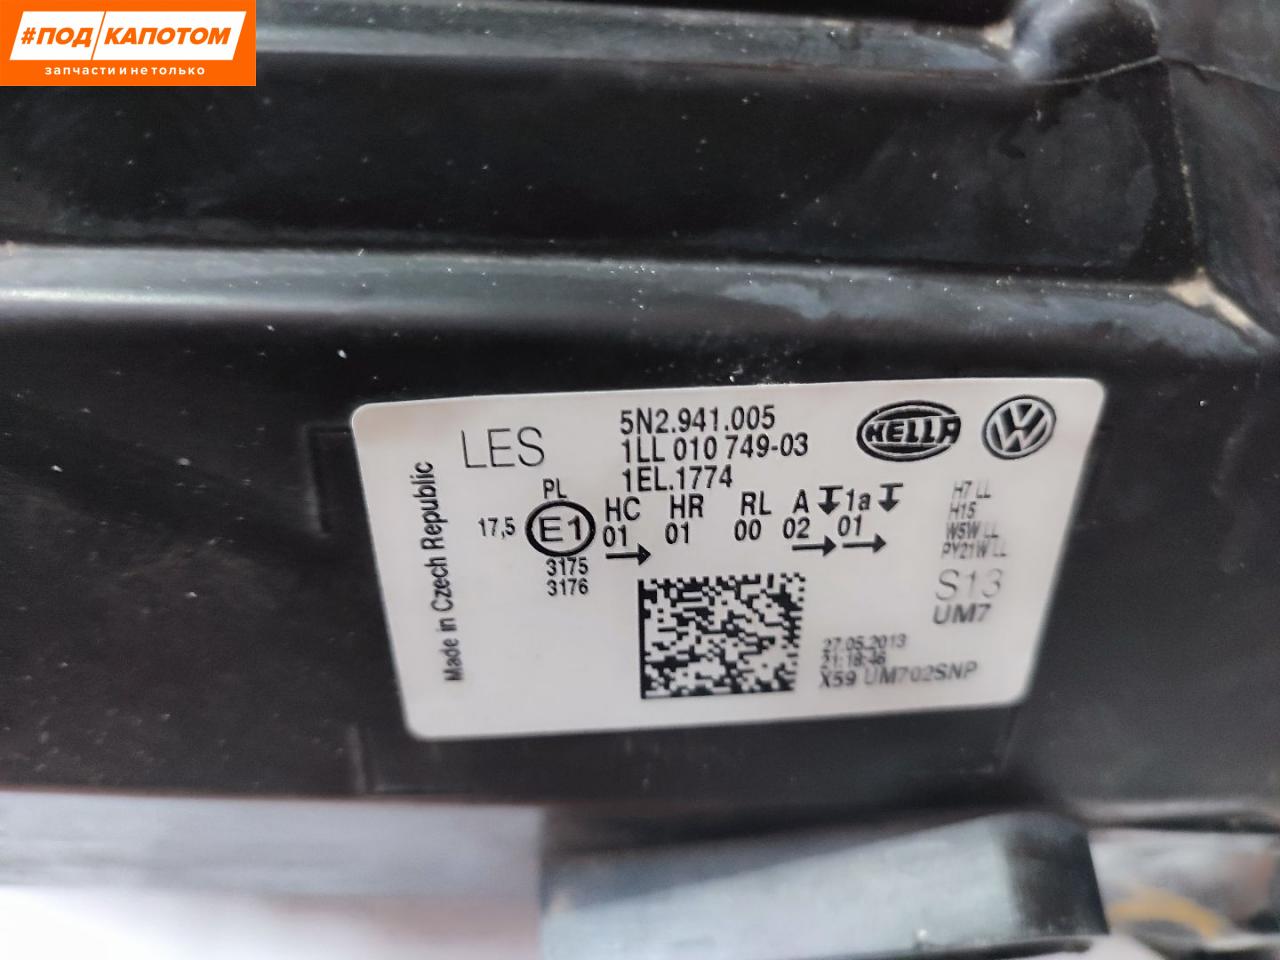 #ПОД КАПОТОМ
запчасти и не только
LES
5N2.941.005
1LL 010 749-03
1EL.1774
HELLA
VW
Made in Czech Republic
PL
17,5 E1
3175
3176
HC HR RL A 1a
01 01 00 02 01
H7 LL
H15
W5W LL
PY21W LL
S13
UM7
27.05.2013
21:18:46
X59 UM702SNP